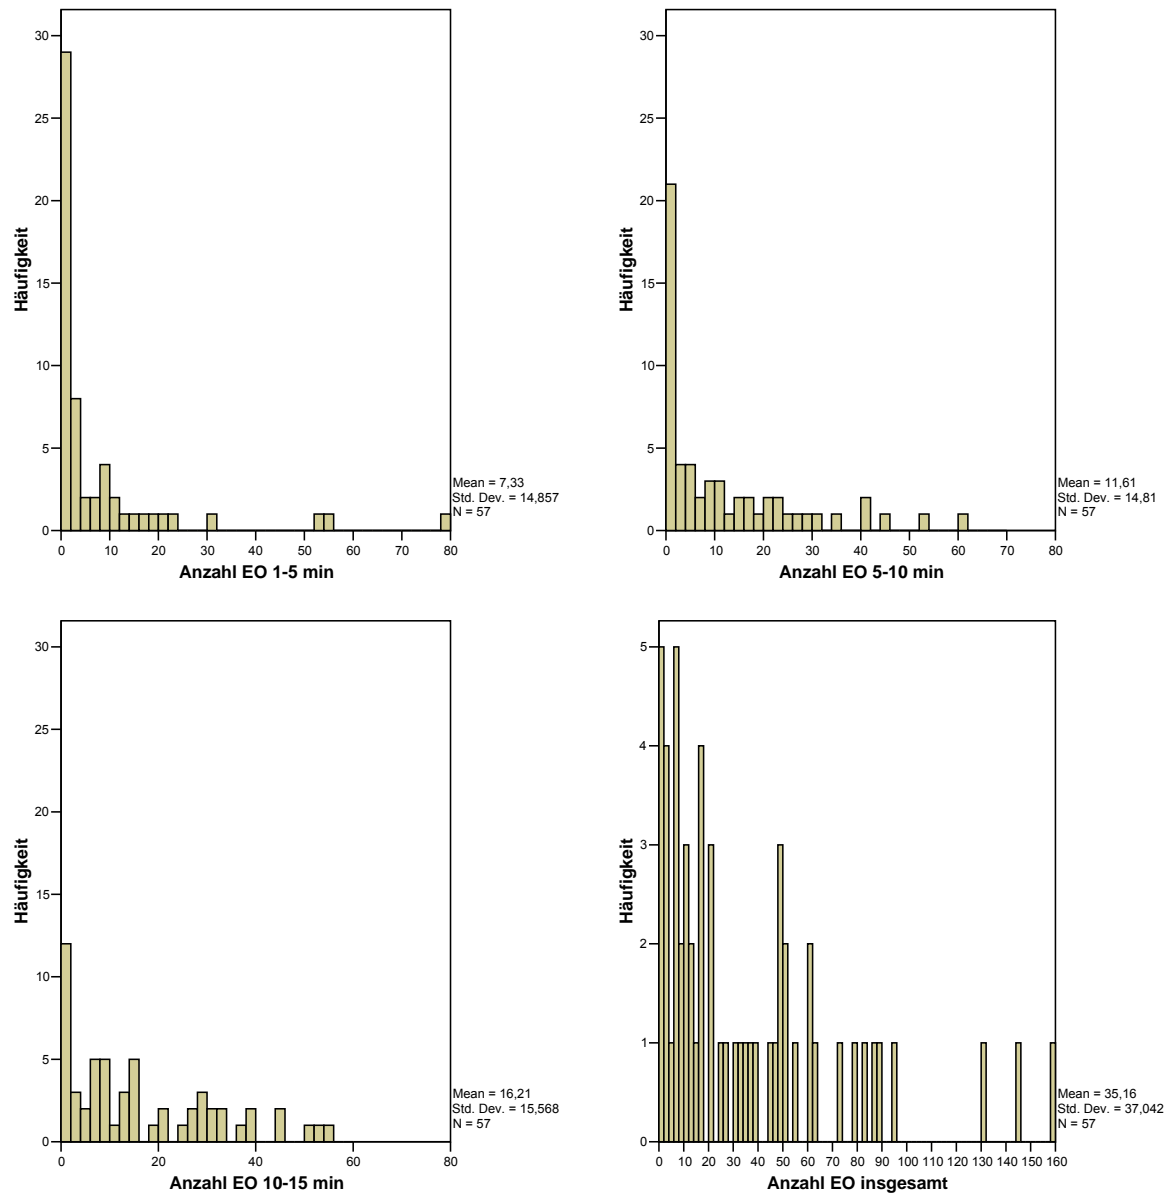 30
25
20
15
10
5
0
Häufigkeit
0 10 20 30 40 50 60 70 80
Anzahl EO 1-5 min
Mean = 7,33
Std. Dev. = 14,857
N = 57
30
25
20
15
10
5
0
Häufigkeit
0 10 20 30 40 50 60 70 80
Anzahl EO 5-10 min
Mean = 11,61
Std. Dev. = 14,81
N = 57
30
25
20
15
10
5
0
Häufigkeit
0 20 40 60 80
Anzahl EO 10-15 min
Mean = 16,21
Std. Dev. = 15,568
N = 57
5
4
3
2
1
0
Häufigkeit
0 10 20 30 40 50 60 70 80 90 100 110 120 130 140 150 160
Anzahl EO insgesamt
Mean = 35,16
Std. Dev. = 37,042
N = 57